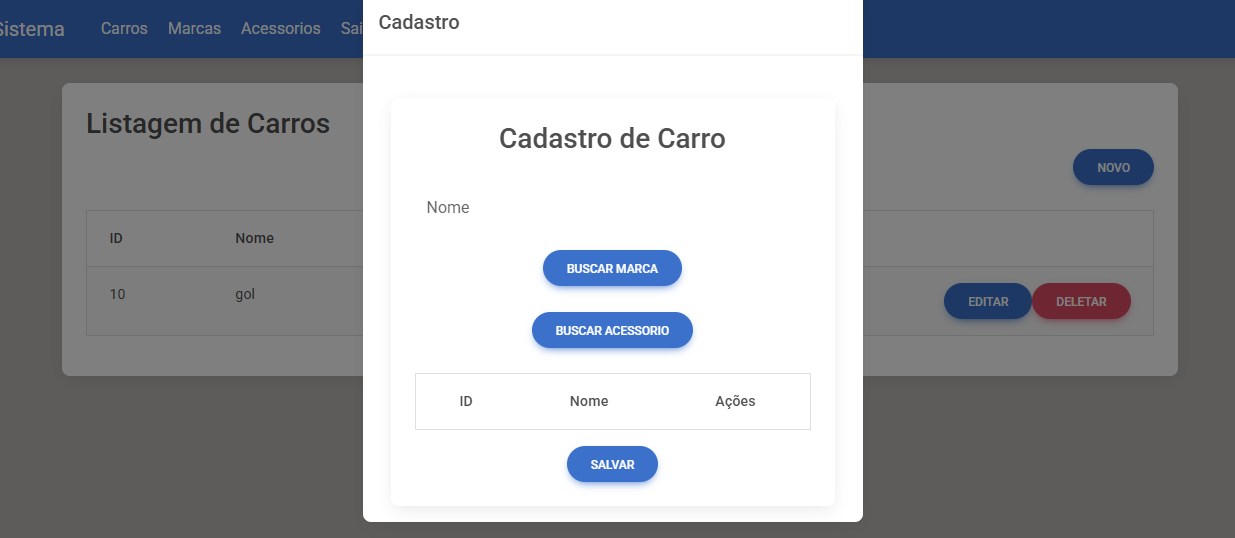 Sistema Carros Marcas Acessorios Sai
Listagem de Carros
NOVO
ID Nome
10 gol EDITAR DELETAR
Cadastro
Cadastro de Carro
Nome
BUSCAR MARCA
BUSCAR ACESSORIO
ID Nome Ações
SALVAR